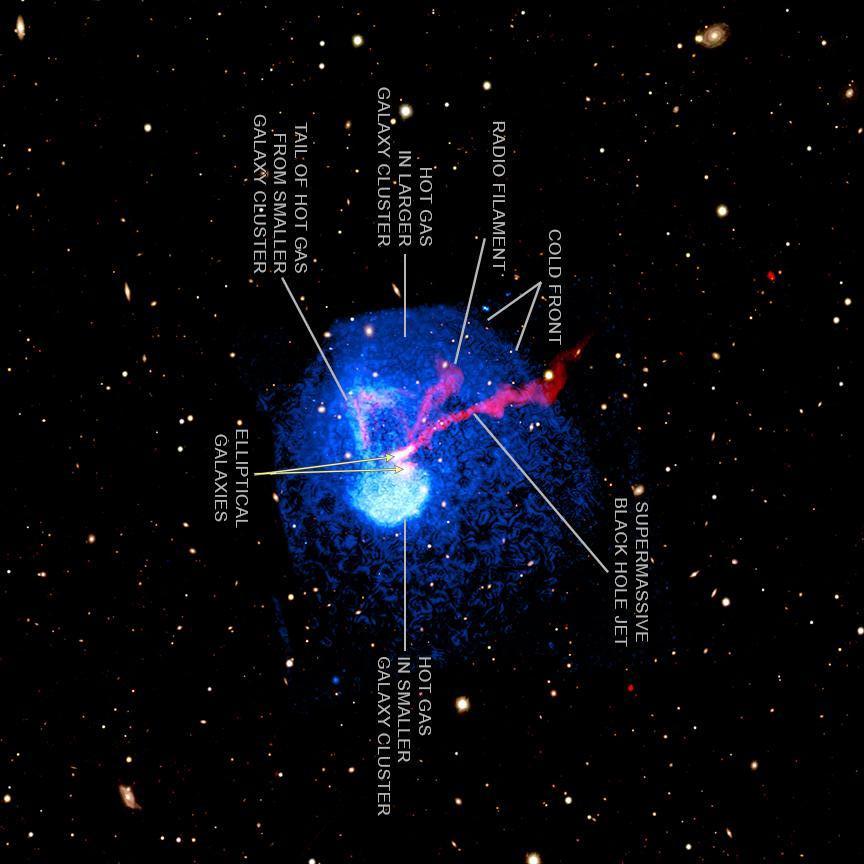 SUPERMASSIVE
BLACK HOLE JET
COLD FRONT
RADIO FILAMENT
HOT GAS
IN LARGER
GALAXY CLUSTER
HOT GAS
IN SMALLER
GALAXY CLUSTER
TAIL OF HOT GAS
FROM SMALLER
GALAXY CLUSTER
ELLIPTICAL
GALAXIES